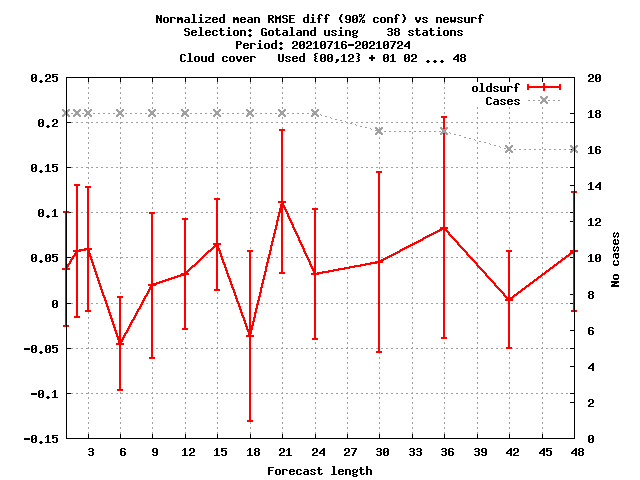 Normalized mean RMSE diff (90% conf) vs newsurf
Selection: Gotaland using    38 stations
Period: 20210716-20210724
Cloud cover   Used {00,12} + 01 02 ... 48
oldsurf
Cases
0.25
0.2
0.15
0.1
0.05
0
-0.05
-0.1
-0.15
20
18
16
14
12
10
8
6
4
2
0
No cases
3 6 9 12 15 18 21 24 27 30 33 36 39 42 45 48
Forecast length